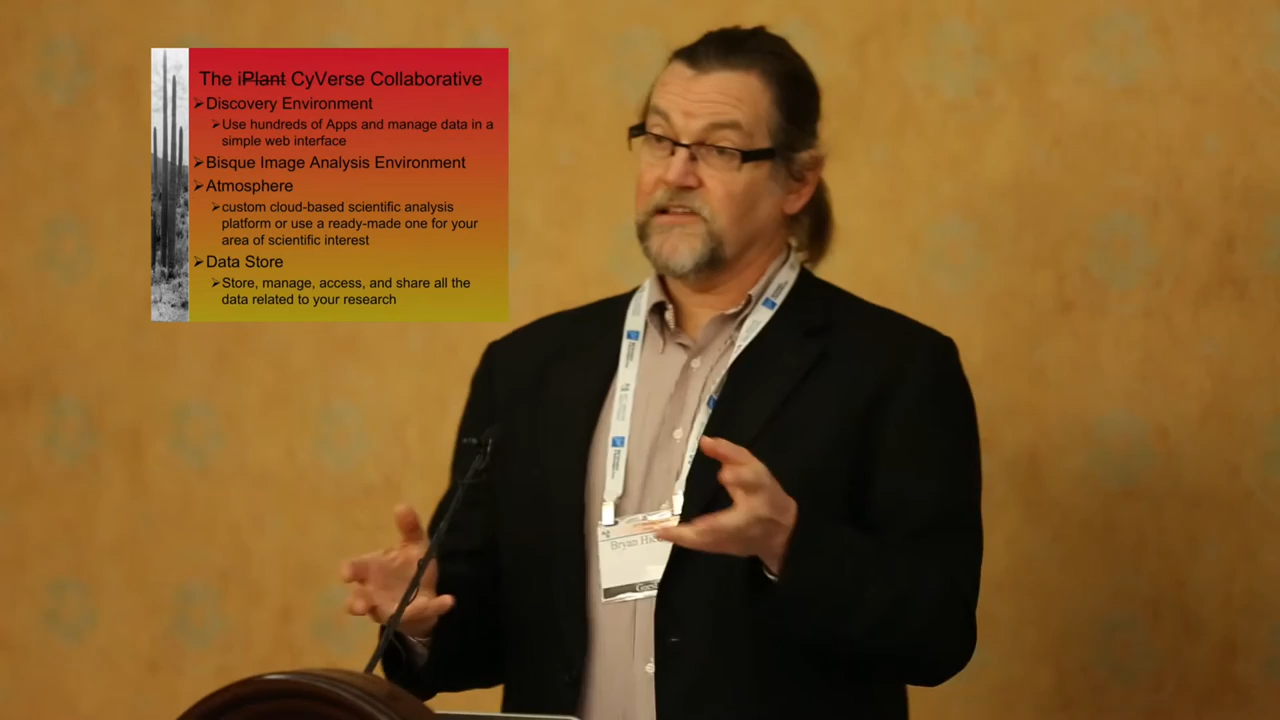 The iPlant CyVerse Collaborative
➢Discovery Environment
➢Use hundreds of Apps and manage data in a
simple web interface
➢Bisque Image Analysis Environment
➢Atmosphere
➢custom cloud-based scientific analysis
platform or use a ready-made one for your
area of scientific interest
➢Data Store
➢Store, manage, access, and share all the
data related to your research
Bryan